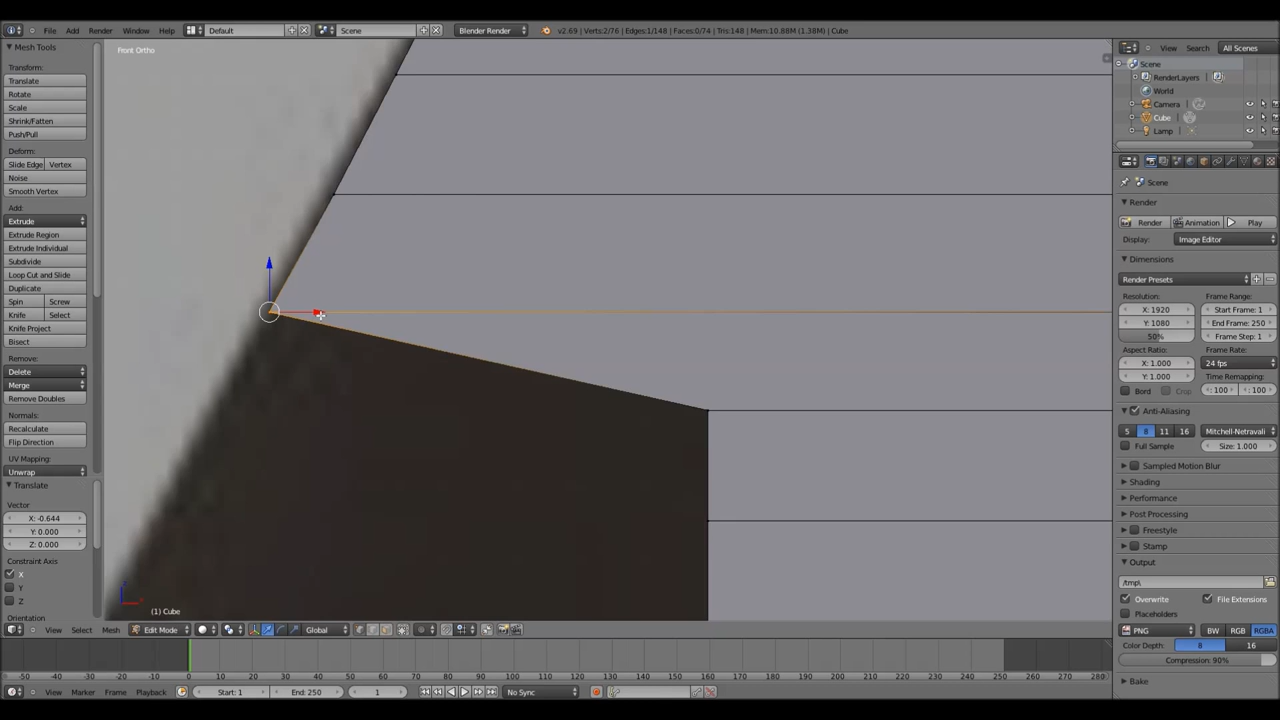 File Add Render Window Help Default Scene Blender Render v2.69 | Verts:2/76 | Edges:1/148 | Faces:0/74 | Tris:148 | Mem:10.88M (1.38M) | Cube
Front Ortho
Mesh Tools
Transform:
Translate
Rotate
Scale
Shrink/Fatten
Push/Pull
Deform:
Slide Edge Vertex
Noise
Smooth Vertex
Add:
Extrude
Extrude Region
Extrude Individual
Subdivide
Loop Cut and Slide
Duplicate
Spin Screw
Knife Select
Knife Project
Bisect
Remove:
Delete
Merge
Remove Doubles
Normals:
Recalculate
Flip Direction
UV Mapping:
Unwrap
Translate
Vector
X: -0.644
Y: 0.000
Z: 0.000
Constraint Axis
X
Y
Z
Orientation
(1) Cube
View Select Mesh Edit Mode Global
-50 -40 -30 -20 -10 0 10 20 30 40 50 60 70 80 90 100 110 120 130 140 150 160 170 180 190 200 210 220 230 240 250 260 270 280
View Marker Frame Playback Start: 1 End: 250 1 No Sync
View Search All Scenes
Scene
RenderLayers
World
Camera
Cube
Lamp
Scene
Render
Render Animation Play
Display: Image Editor
Dimensions
Render Presets
Resolution: Frame Range:
X: 1920 Start Frame: 1
Y: 1080 End Frame: 250
50% Frame Step: 1
Aspect Ratio: Frame Rate:
X: 1.000 24 fps
Y: 1.000 Time Remapping:
Bord Crop :100 :100
Anti-Aliasing
5 8 11 16 Mitchell-Netravali
Full Sample Size: 1.000
Sampled Motion Blur
Shading
Performance
Post Processing
Freestyle
Stamp
Output
/tmp\
Overwrite File Extensions
Placeholders
PNG BW RGB RGBA
Color Depth: 8 16
Compression: 90%
Bake